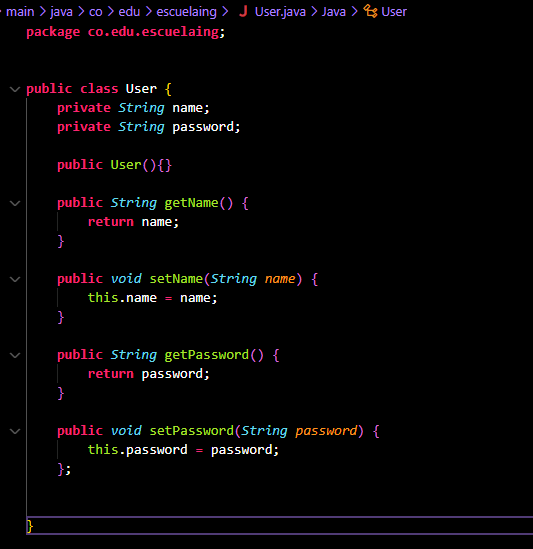 main > java > co > edu > escuelaing > J User.java > Java > User
package co.edu.escuelaing;
public class User {
    private String name;
    private String password;
    public User(){}
    public String getName() {
        return name;
    }
    public void setName(String name) {
        this.name = name;
    }
    public String getPassword() {
        return password;
    }
    public void setPassword(String password) {
        this.password = password;
    };
}